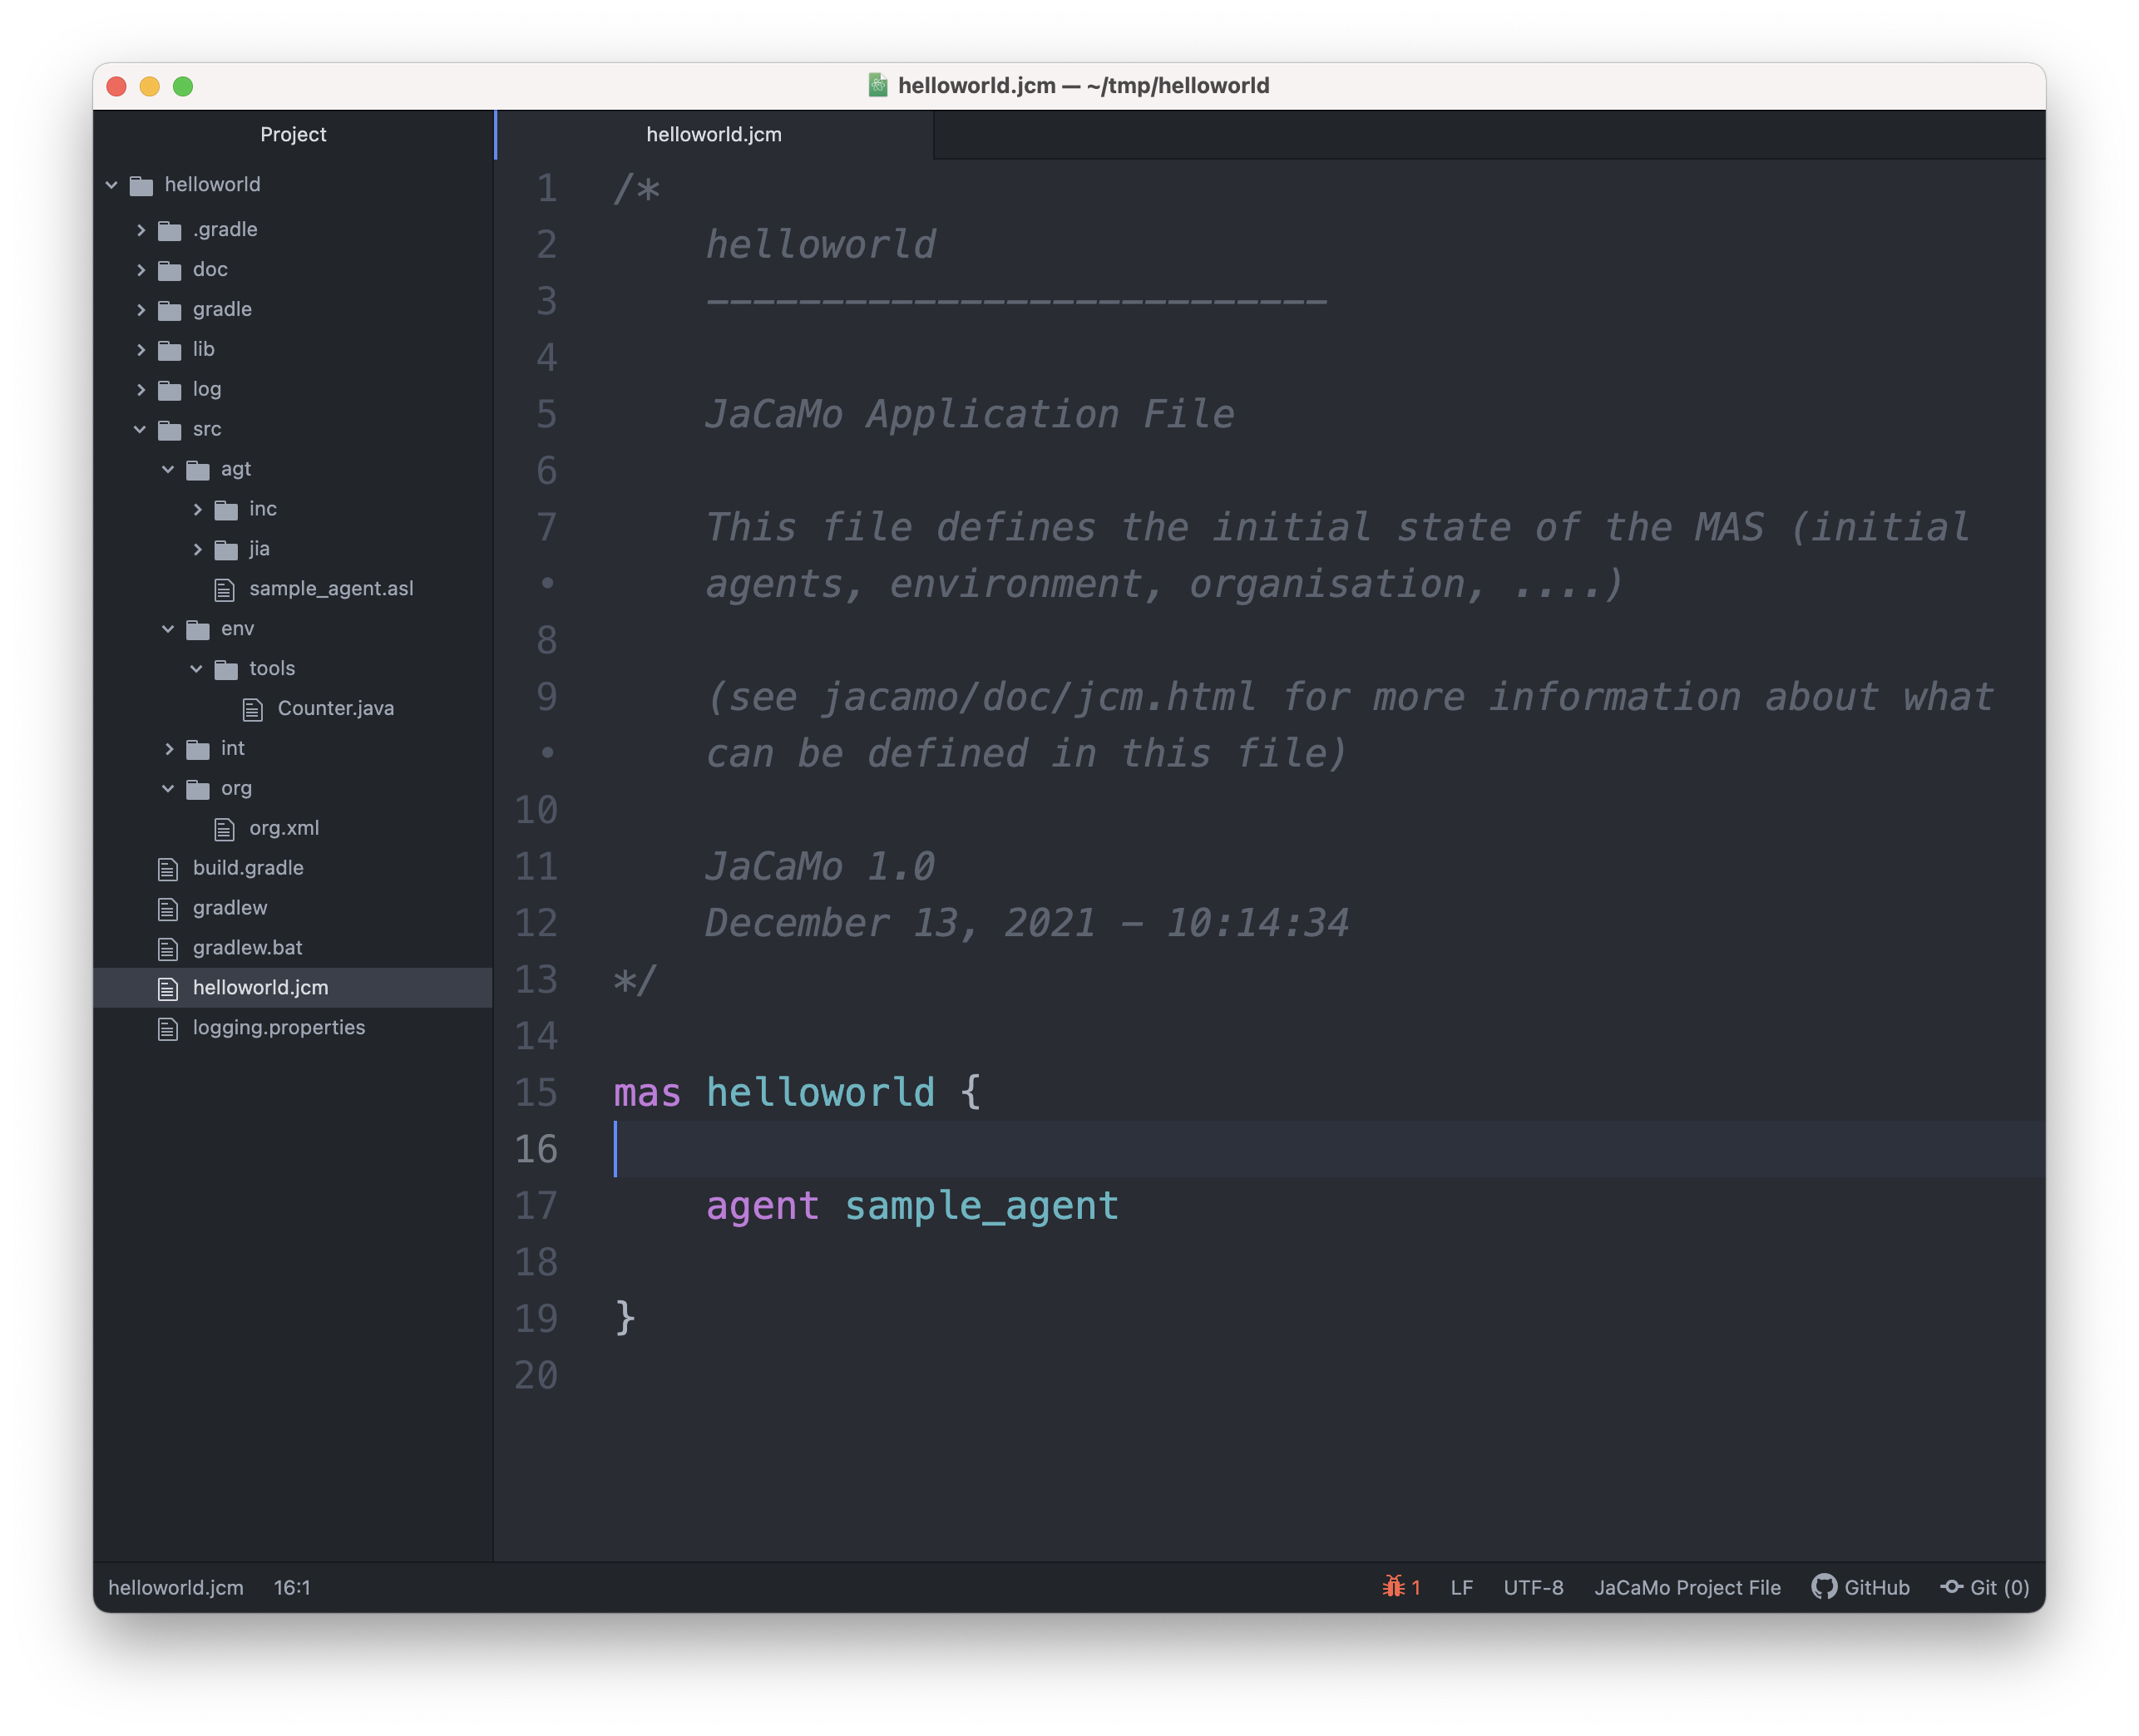 helloworld.jcm — ~/tmp/helloworld
Project
helloworld
.gradle
doc
gradle
lib
log
src
agt
inc
jia
sample_agent.asl
env
tools
Counter.java
int
org
org.xml
build.gradle
gradlew
gradlew.bat
helloworld.jcm
logging.properties
helloworld.jcm
1 /*
2 helloworld
3 ---------------------------
4
5 JaCaMo Application File
6
7 This file defines the initial state of the MAS (initial
• agents, environment, organisation, ....)
8
9 (see jacamo/doc/jcm.html for more information about what
• can be defined in this file)
10
11 JaCaMo 1.0
12 December 13, 2021 - 10:14:34
13 */
14
15 mas helloworld {
16
17 agent sample_agent
18
19 }
20
helloworld.jcm 16:1 1 LF UTF-8 JaCaMo Project File GitHub Git (0)